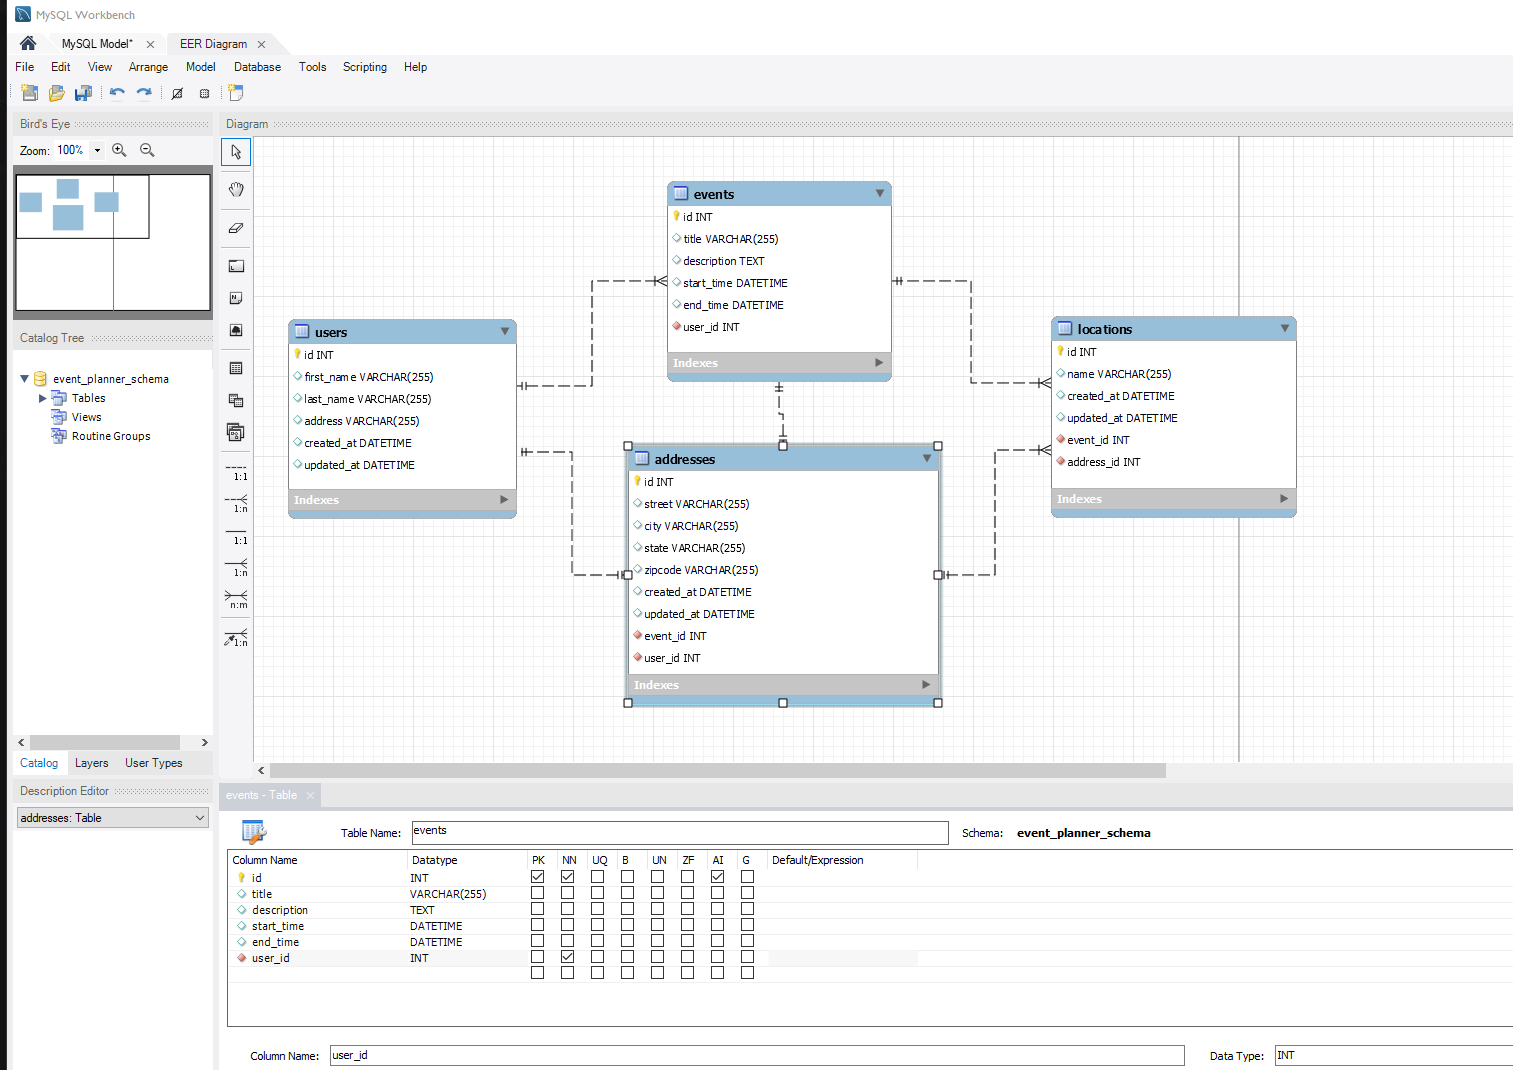 MySQL Workbench
MySQL Model* ×
EER Diagram ×
File Edit View Arrange Model Database Tools Scripting Help
Bird's Eye
Zoom: 100%
Catalog Tree
event_planner_schema
Tables
Views
Routine Groups
Catalog Layers User Types
Description Editor
addresses: Table
Diagram
1:1
1:n
1:1
1:n
n:m
1:n
events
id INT
title VARCHAR(255)
description TEXT
start_time DATETIME
end_time DATETIME
user_id INT
Indexes
users
id INT
first_name VARCHAR(255)
last_name VARCHAR(255)
address VARCHAR(255)
created_at DATETIME
updated_at DATETIME
Indexes
locations
id INT
name VARCHAR(255)
created_at DATETIME
updated_at DATETIME
event_id INT
address_id INT
Indexes
addresses
id INT
street VARCHAR(255)
city VARCHAR(255)
state VARCHAR(255)
zipcode VARCHAR(255)
created_at DATETIME
updated_at DATETIME
event_id INT
user_id INT
Indexes
events - Table ×
Table Name: events Schema: event_planner_schema
Column Name Datatype PK NN UQ B UN ZF AI G Default/Expression
id INT
title VARCHAR(255)
description TEXT
start_time DATETIME
end_time DATETIME
user_id INT
Column Name: user_id Data Type: INT